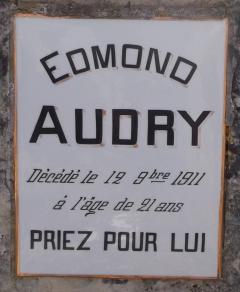 EDMOND
AUDRY
Décédé le 12 9bre 1911
à l'âge de 21 ans
PRIEZ POUR LUI